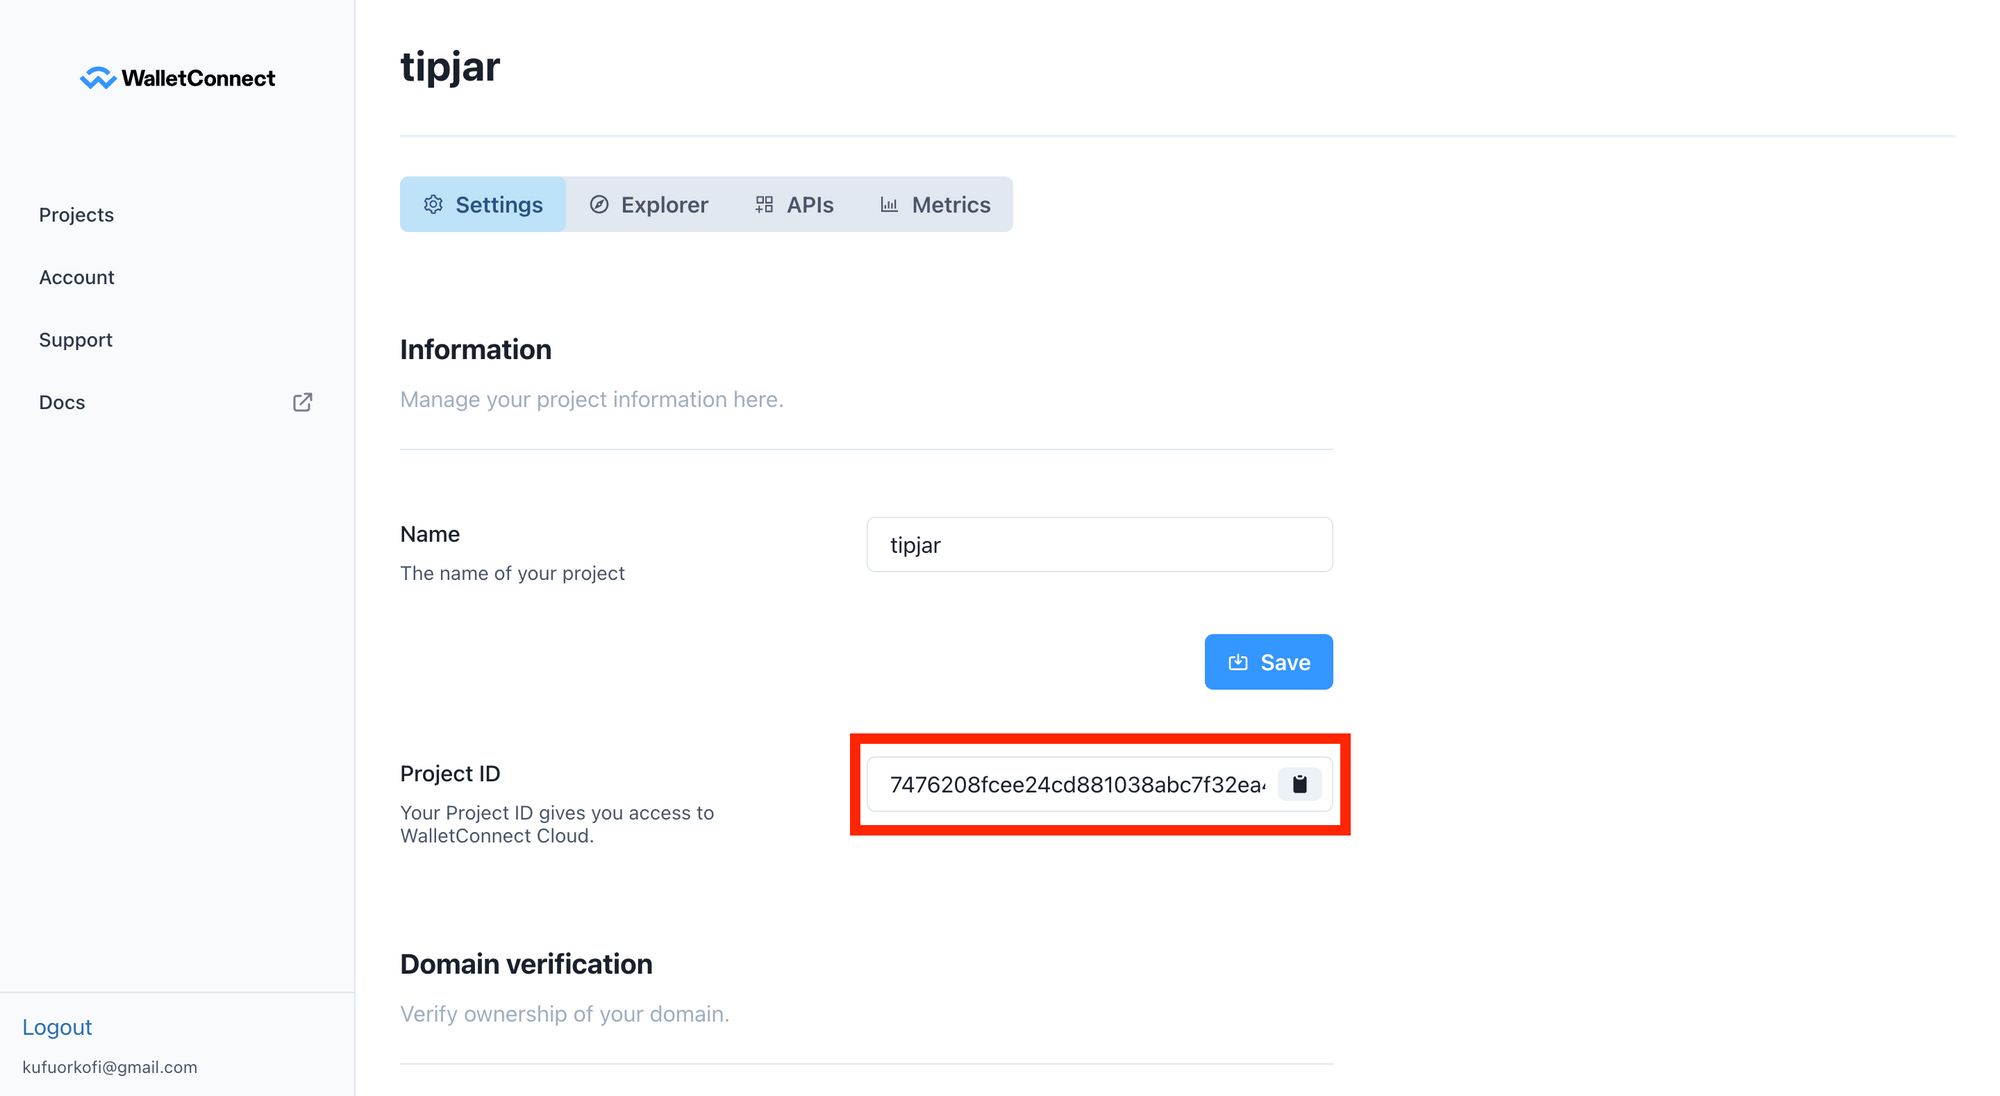 WalletConnect
Projects
Account
Support
Docs
Logout
kufuorkofi@gmail.com
tipjar
Settings
Explorer
APIs
Metrics
Information
Manage your project information here.
Name
The name of your project
tipjar
Save
Project ID
Your Project ID gives you access to
WalletConnect Cloud.
7476208fcee24cd881038abc7f32ea
Domain verification
Verify ownership of your domain.